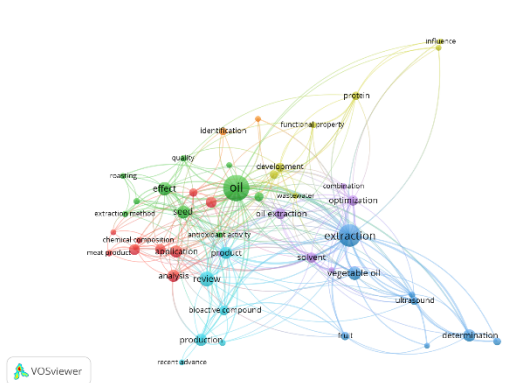 influence
protein
functional property
identification
quality
development
roasting
effect
oil
combination
wastewater
optimization
extraction method
seed
oil extraction
antioxidant activity
extraction
chemical composition
meat product
application
product
solvent
analysis
review
vegetable oil
ultrasound
bioactive compound
production
determination
recent advance
VOSviewer